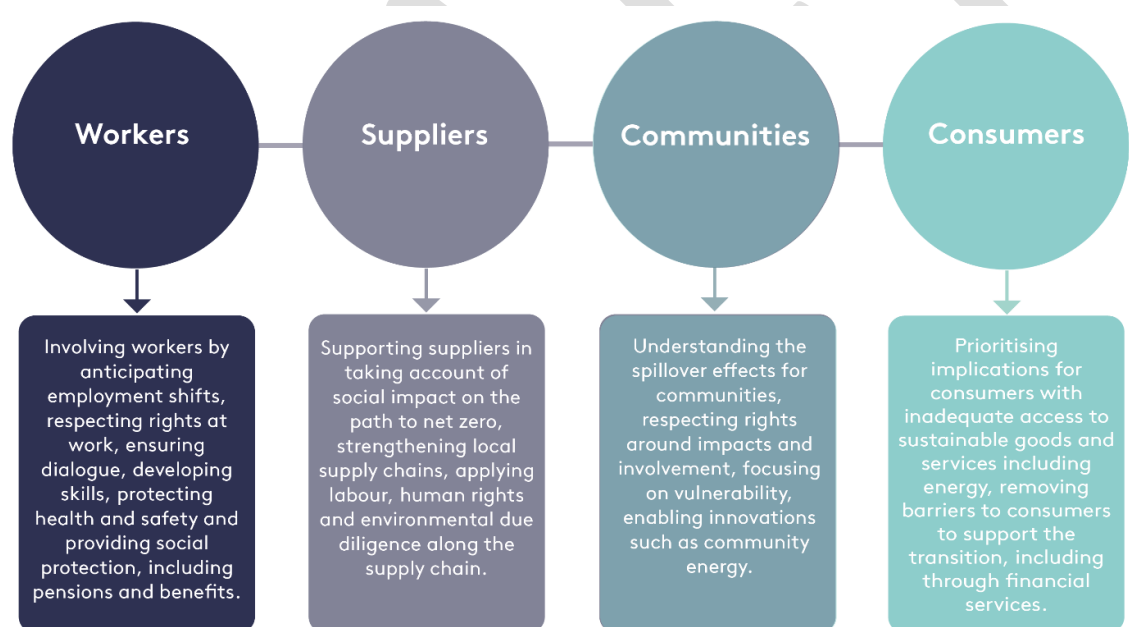 Workers
Suppliers
Communities
Consumers
Involving workers by
anticipating
employment shifts,
respecting rights at
work, ensuring
dialogue, developing
skills, protecting
health and safety and
providing social
protection, including
pensions and benefits.
Supporting suppliers in
taking account of
social impact on the
path to net zero,
strengthening local
supply chains, applying
labour, human rights
and environmental due
diligence along the
supply chain.
Understanding the
spillover effects for
communities,
respecting rights
around impacts and
involvement, focusing
on vulnerability,
enabling innovations
such as community
energy.
Prioritising
implications for
consumers with
inadequate access to
sustainable goods and
services including
energy, removing
barriers to consumers
to support the
transition, including
through financial
services.